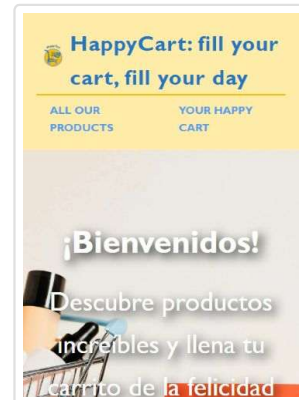 HappyCart: fill your
cart, fill your day
ALL OUR
PRODUCTS
YOUR HAPPY
CART
¡Bienvenidos!
Descubre productos
increíbles y llena tu
carrito de la felicidad